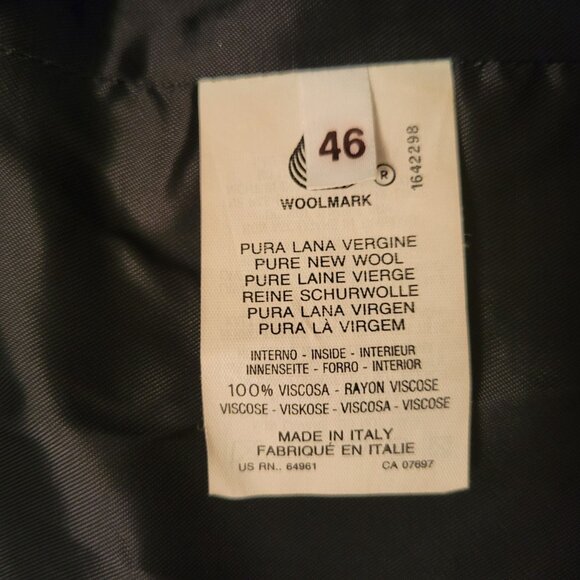 46
®
1642298
WOOLMARK
PURA LANA VERGINE
PURE NEW WOOL
PURE LAINE VIERGE
REINE SCHURWOLLE
PURA LANA VIRGEN
PURA LÀ VIRGEM
INTERNO - INSIDE - INTERIEUR
INNENSEITE - FORRO - INTERIOR
100% VISCOSA - RAYON VISCOSE
VISCOSE - VISKOSE - VISCOSA - VISCOSE
MADE IN ITALY
FABRIQUÉ EN ITALIE
US RN.. 64961 CA 07697